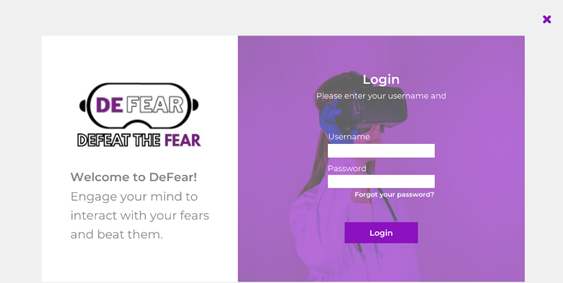 DE FEAR
DEFEAT THE FEAR
Welcome to DeFear!
Engage your mind to
interact with your fears
and beat them.
Login
Please enter your username and
Username
Password
Forgot your password?
Login